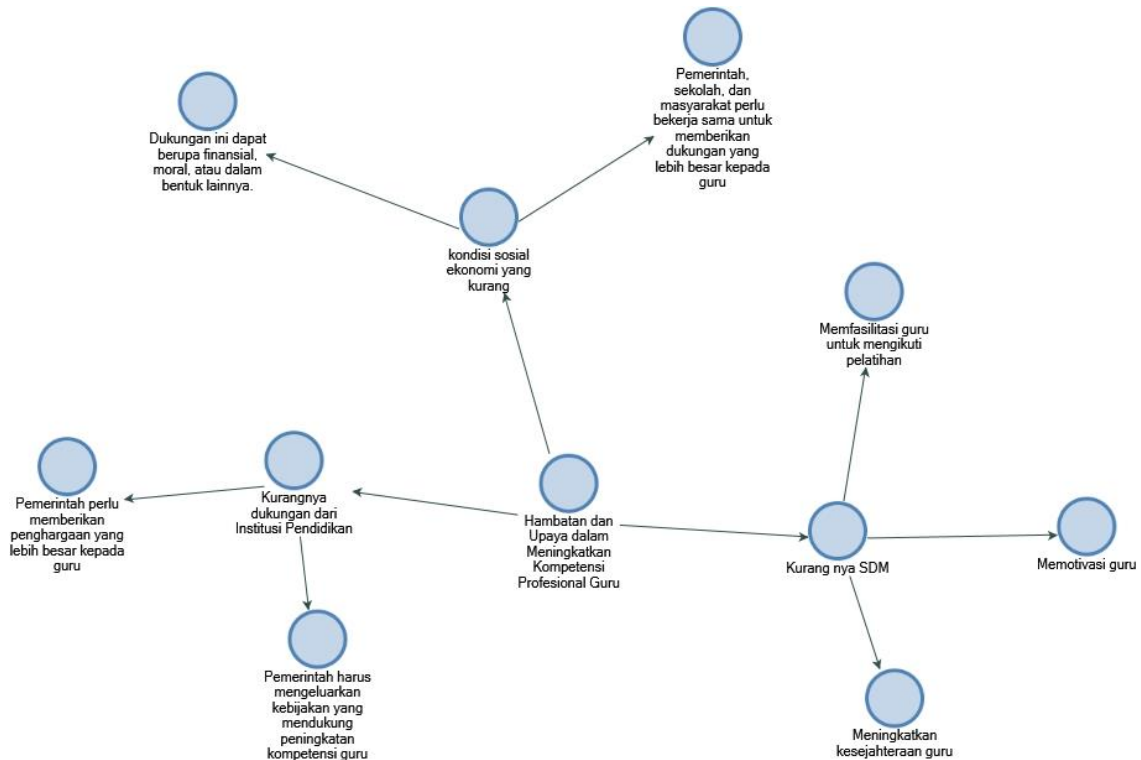 Pemerintah,
sekolah, dan
masyarakat perlu
bekerja sama untuk
memberikan
dukungan yang
lebih besar kepada
guru
Dukungan ini dapat
berupa finansial,
moral, atau dalam
bentuk lainnya.
kondisi sosial
ekonomi yang
kurang
Memfasilitasi guru
untuk mengikuti
pelatihan
Kurangnya
dukungan dari
Institusi Pendidikan
Pemerintah perlu
memberikan
penghargaan yang
lebih besar kepada
guru
Hambatan dan
Upaya dalam
Meningkatkan
Kompetensi
Profesional Guru
Kurang nya SDM
Memotivasi guru
Pemerintah harus
mengeluarkan
kebijakan yang
mendukung
peningkatan
kompetensi guru
Meningkatkan
kesejahteraan guru